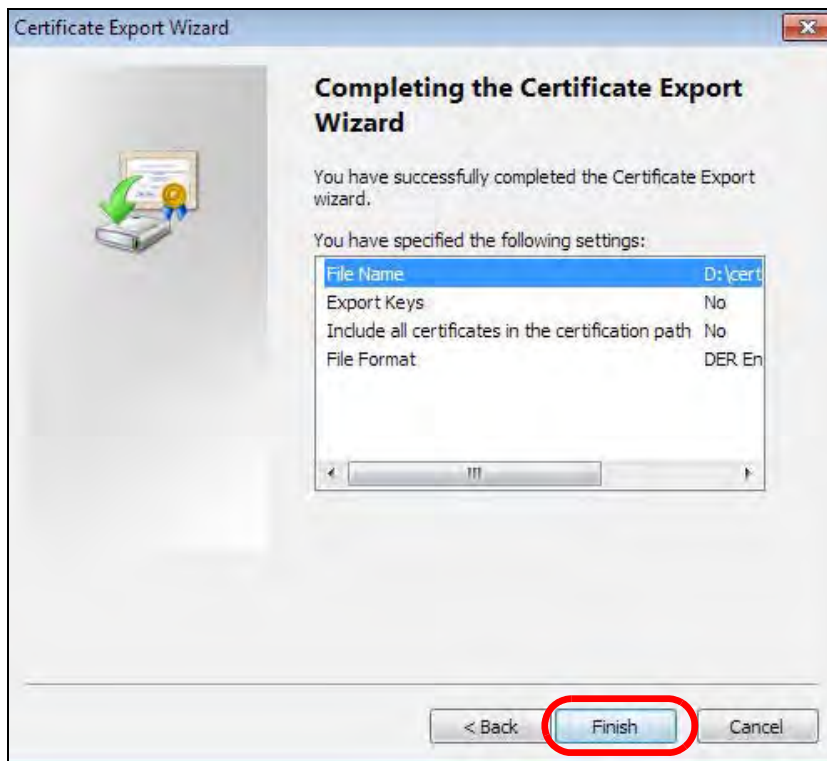 Certificate Export Wizard
Completing the Certificate Export
Wizard
You have successfully completed the Certificate Export
wizard.
You have specified the following settings:
File Name D:\cert
Export Keys No
Include all certificates in the certification path No
File Format DER En
< Back Finish Cancel